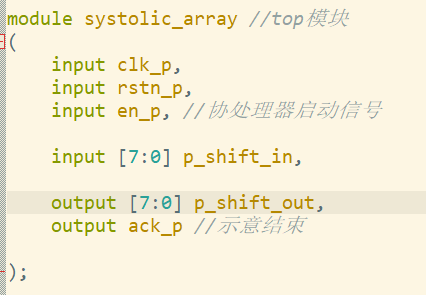 module systolic_array //top模块
(
input clk_p,
input rstn_p,
input en_p, //协处理器启动信号
input [7:0] p_shift_in,
output [7:0] p_shift_out,
output ack_p //示意结束
);